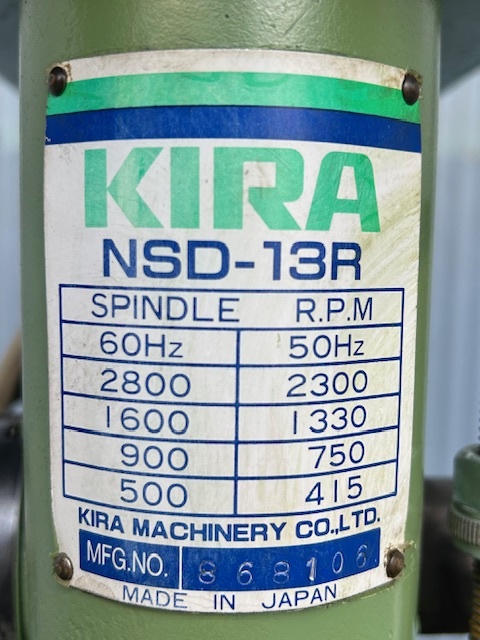 KIRA
NSD-13R
SPINDLE R.P.M
60Hz 50Hz
2800 2300
1600 1330
900 750
500 415
KIRA MACHINERY CO.,LTD.
MFG.NO. 868106
MADE IN JAPAN